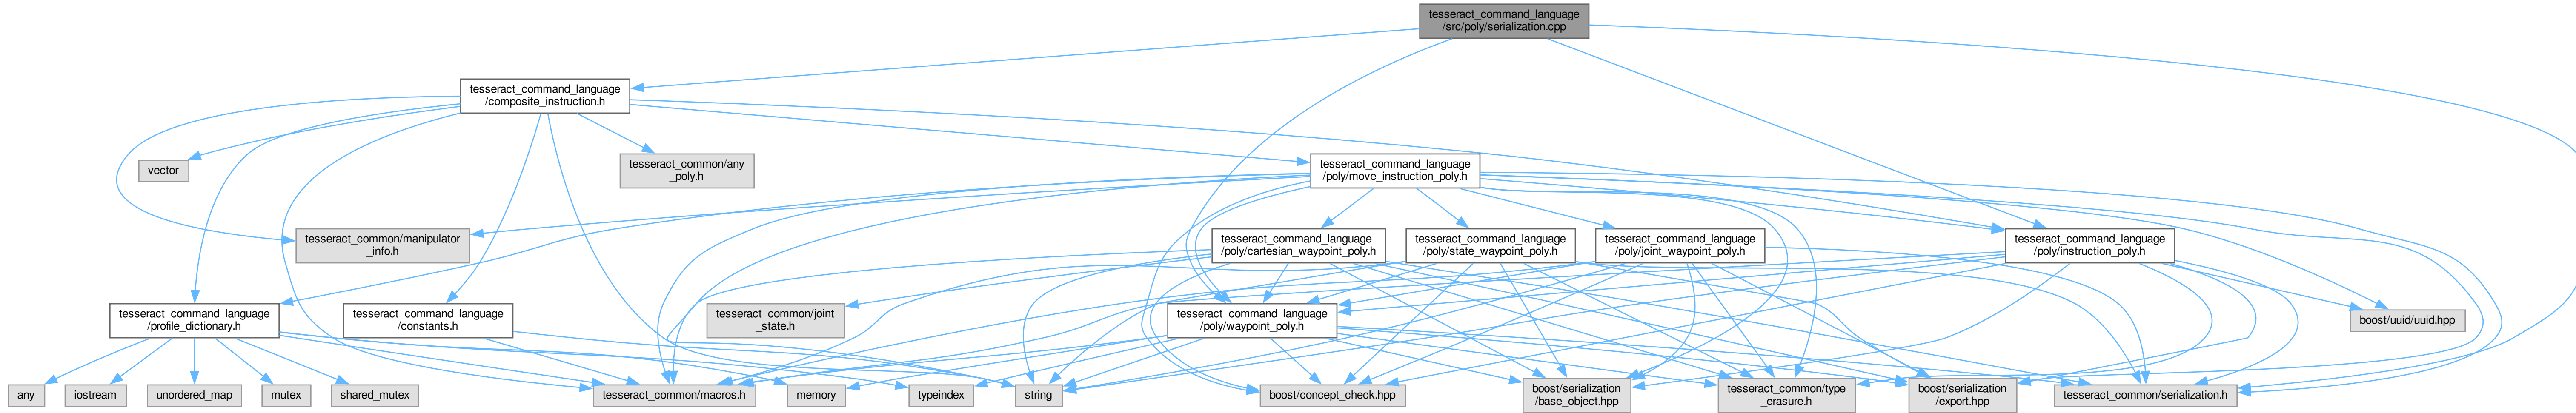 tesseract_command_language
/src/poly/serialization.cpp
tesseract_command_language
/composite_instruction.h
vector
tesseract_common/any
_poly.h
tesseract_command_language
/poly/move_instruction_poly.h
tesseract_common/manipulator
_info.h
tesseract_command_language
/poly/cartesian_waypoint_poly.h
tesseract_command_language
/poly/state_waypoint_poly.h
tesseract_command_language
/poly/joint_waypoint_poly.h
tesseract_command_language
/poly/instruction_poly.h
tesseract_command_language
/profile_dictionary.h
tesseract_command_language
/constants.h
tesseract_common/joint
_state.h
tesseract_command_language
/poly/waypoint_poly.h
boost/uuid/uuid.hpp
any
iostream
unordered_map
mutex
shared_mutex
tesseract_common/macros.h
memory
typeindex
string
boost/concept_check.hpp
boost/serialization
/base_object.hpp
tesseract_common/type
_erasure.h
boost/serialization
/export.hpp
tesseract_common/serialization.h